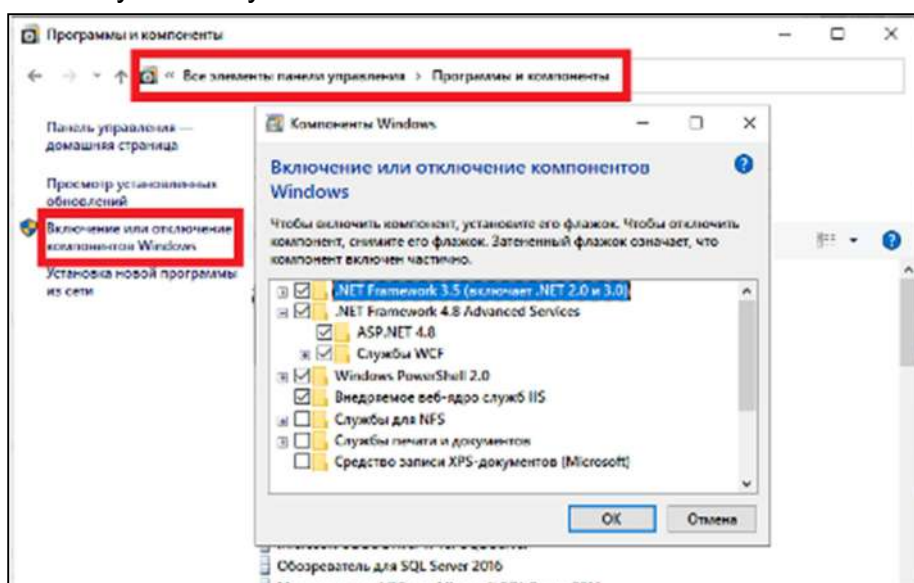 Программы и компоненты
« Все элементы панели управления > Программы и компоненты
Панель управления —
домашняя страница
Просмотр установленных
обновлений
Включение или отключение
компонентов Windows
Установка новой программы
из сети
Компоненты Windows
Включение или отключение компонентов
Windows
Чтобы включить компонент, установите его флажок. Чтобы отключить
компонент, снимите его флажок. Затененный флажок означает, что
компонент включен частично.
.NET Framework 3.5 (включает .NET 2.0 и 3.0)
.NET Framework 4.8 Advanced Services
ASP.NET 4.8
Службы WCF
Windows PowerShell 2.0
Внедряемое веб-ядро служб IIS
Службы для NFS
Службы печати и документов
Средство записи XPS-документов (Microsoft)
ОК
Отмена
Обозреватель для SQL Server 2016